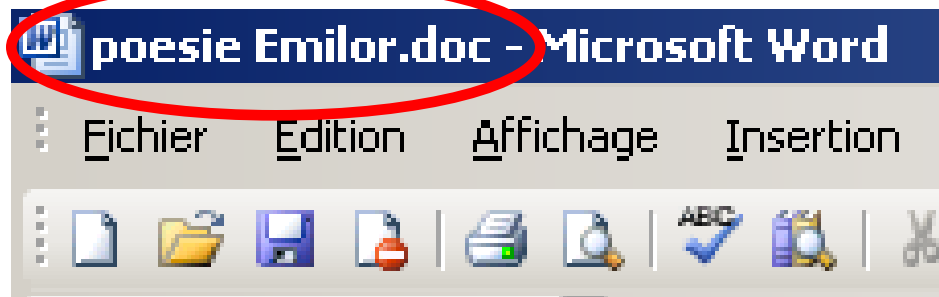 poesie Emilor.doc - Microsoft Word
Fichier Edition Affichage Insertion
ABC